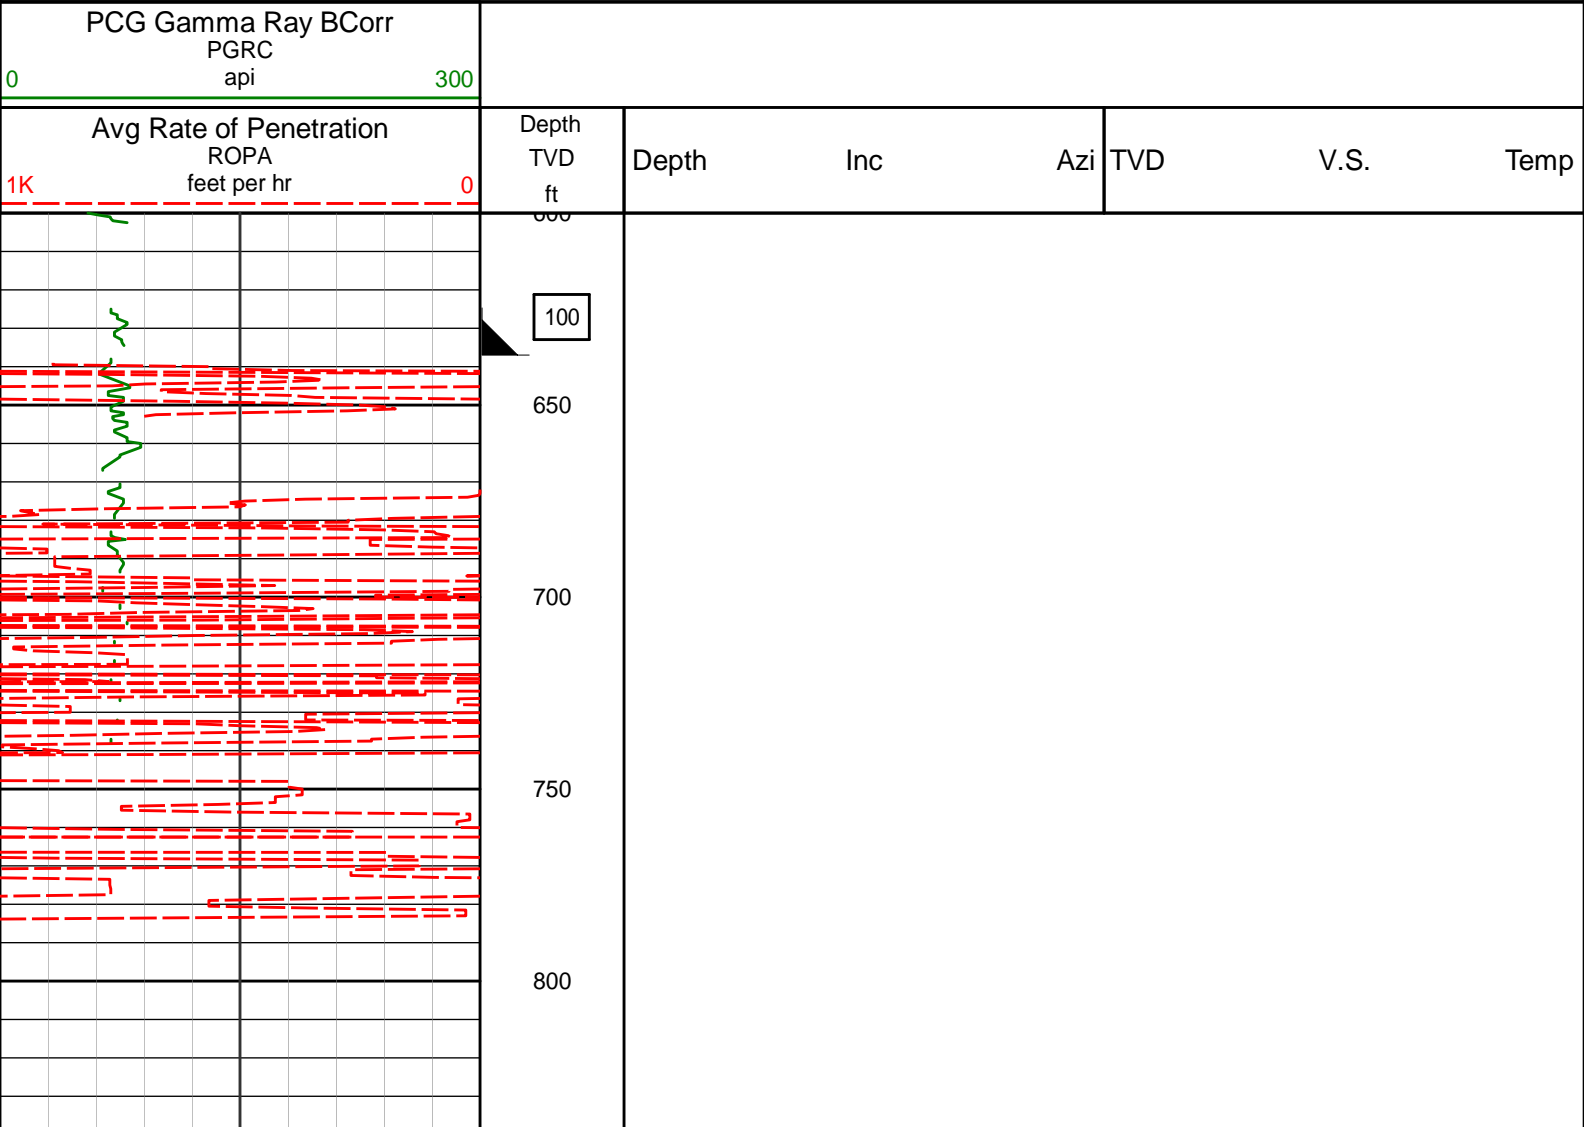 PCG Gamma Ray BCorr
PGRC
api
0 300
Avg Rate of Penetration
ROPA
feet per hr
1K 0
Depth
TVD
ft
Depth Inc Azi TVD V.S. Temp
600
100
650
700
750
800